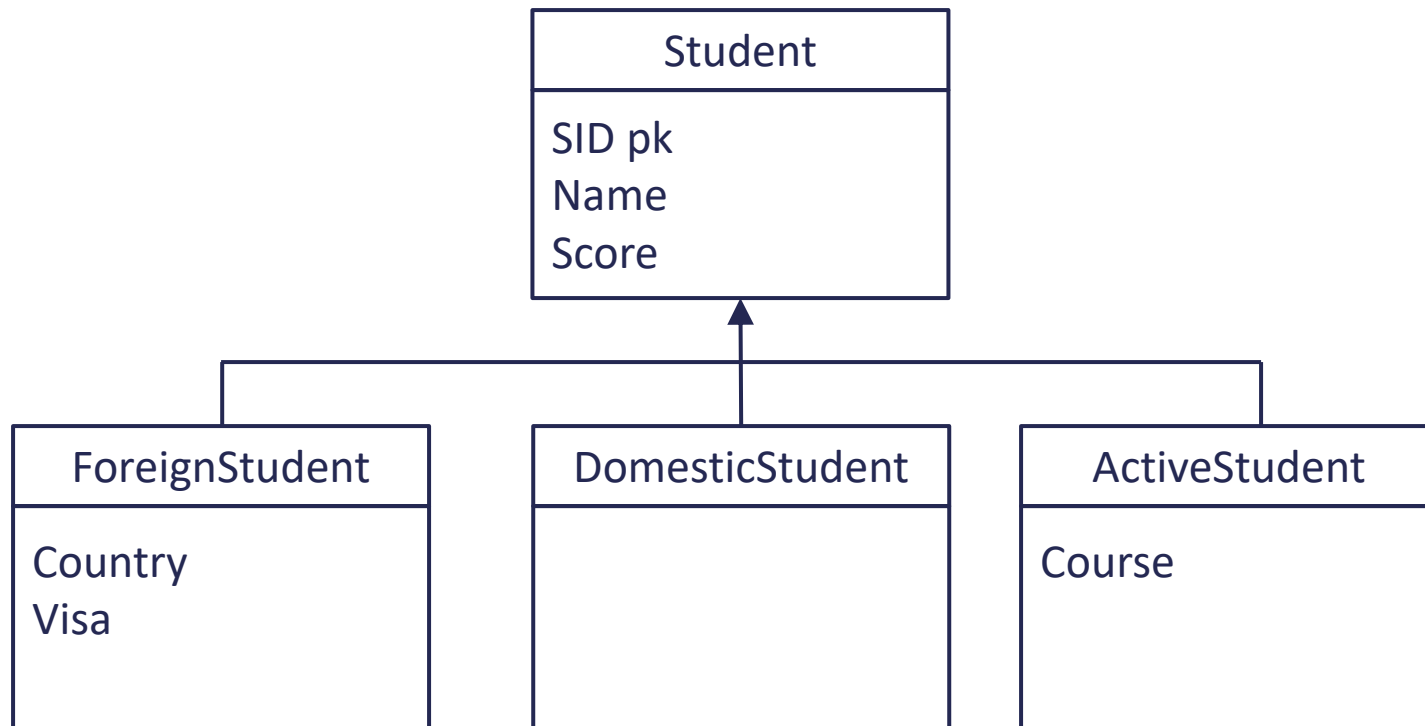 Student
SID pk
Name
Score
ForeignStudent
Country
Visa
DomesticStudent
ActiveStudent
Course